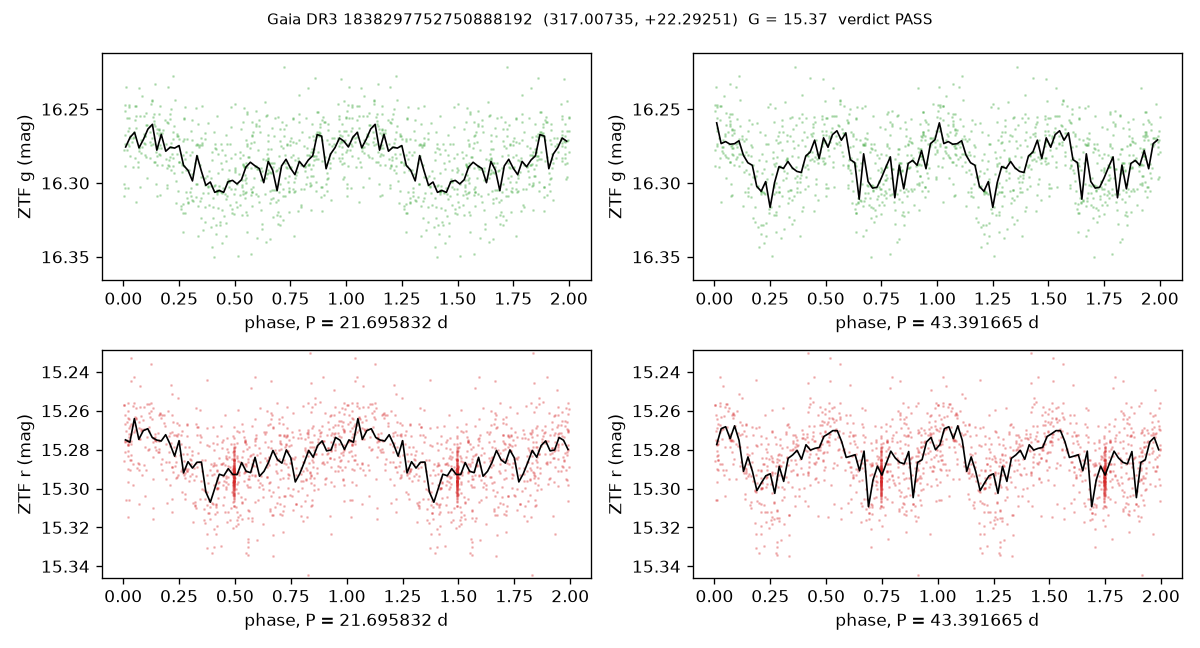 Gaia DR3 1838297752750888192 (317.00735, +22.29251) G = 15.37 verdict PASS
ZTF g (mag)
16.25
16.30
16.35
0.00 0.25 0.50 0.75 1.00 1.25 1.50 1.75 2.00
phase, P = 21.695832 d
ZTF g (mag)
16.25
16.30
16.35
0.00 0.25 0.50 0.75 1.00 1.25 1.50 1.75 2.00
phase, P = 43.391665 d
ZTF r (mag)
15.24
15.26
15.28
15.30
15.32
15.34
0.00 0.25 0.50 0.75 1.00 1.25 1.50 1.75 2.00
phase, P = 21.695832 d
ZTF r (mag)
15.24
15.26
15.28
15.30
15.32
15.34
0.00 0.25 0.50 0.75 1.00 1.25 1.50 1.75 2.00
phase, P = 43.391665 d